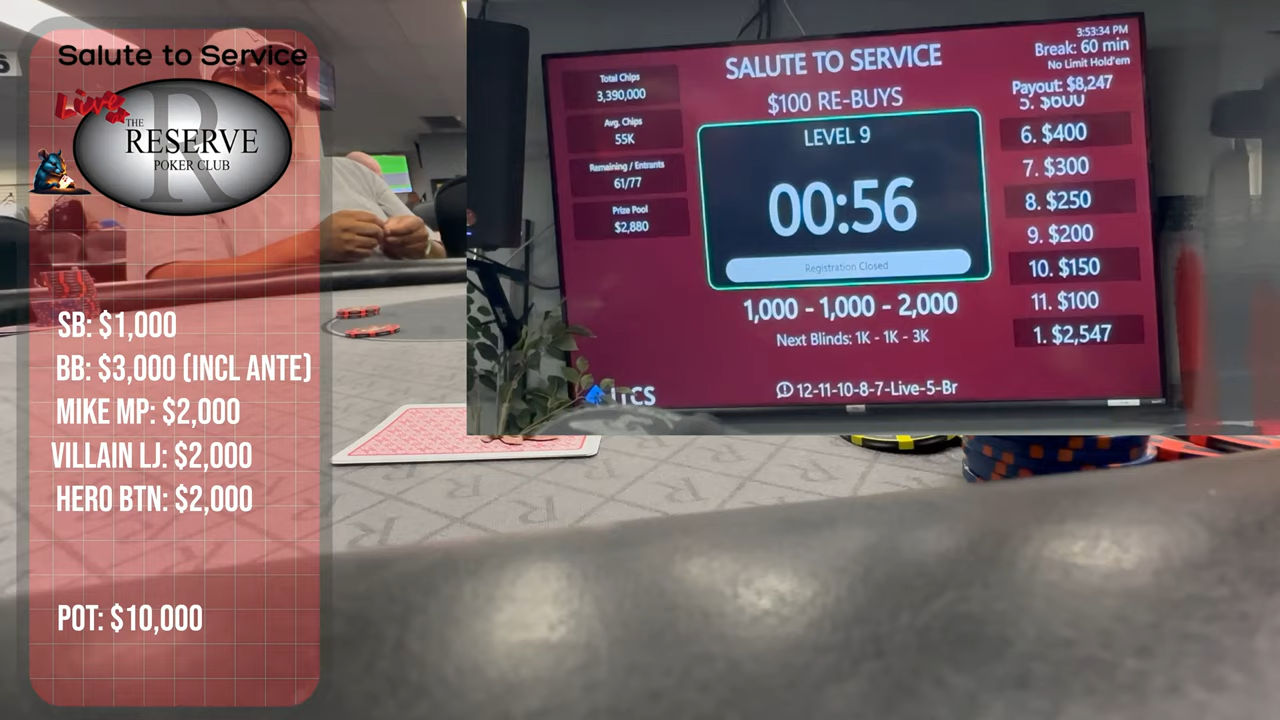 Salute to Service
Live
THE
RESERVE
POKER CLUB
R
SB: $1,000
BB: $3,000 (INCL ANTE)
MIKE MP: $2,000
VILLAIN LJ: $2,000
HERO BTN: $2,000
POT: $10,000
SALUTE TO SERVICE
$100 RE-BUYS
Total Chips
3,390,000
Avg. Chips
55K
Remaining / Entrants
61/77
Prize Pool
$2,880
LEVEL 9
00:56
Registration Closed
1,000 - 1,000 - 2,000
Next Blinds: 1K - 1K - 3K
12-11-10-8-7-Live-5-Br
3:53:34 PM
Break: 60 min
No Limit Hold'em
Payout: $8,247
5. $600
6. $400
7. $300
8. $250
9. $200
10. $150
11. $100
1. $2,547